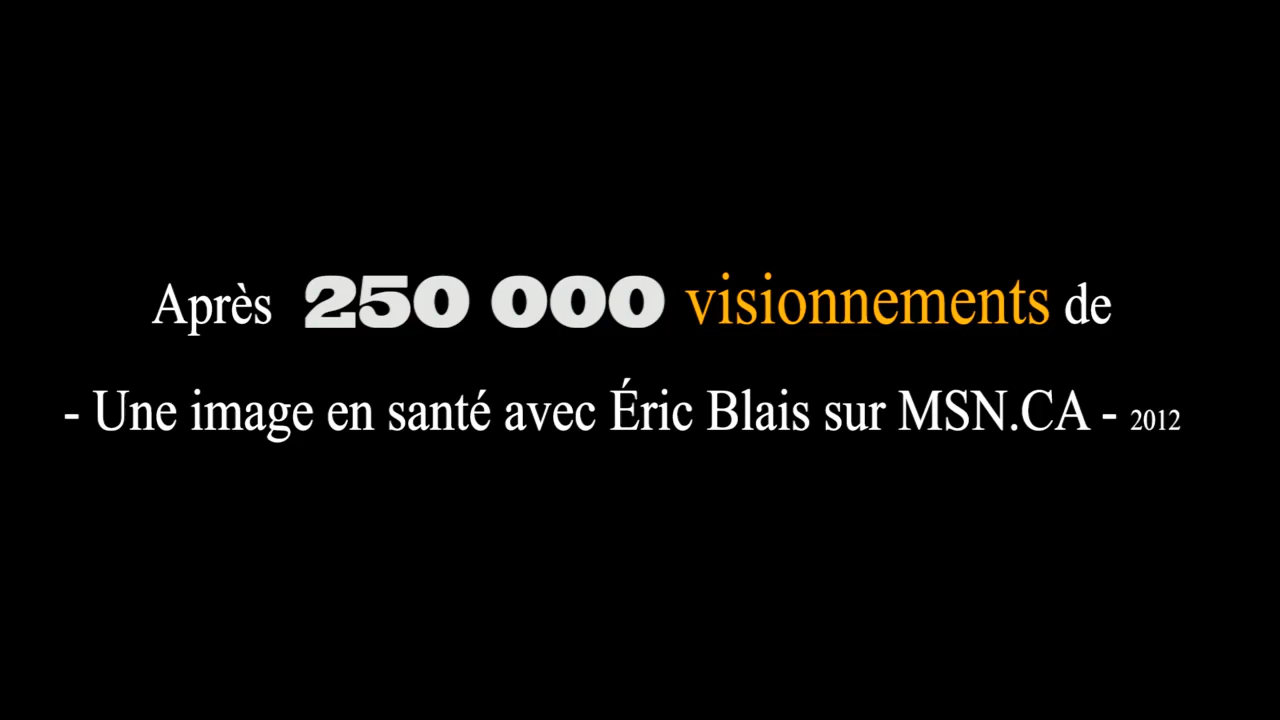 Après 250 000 visionnements de
- Une image en santé avec Éric Blais sur MSN.CA - 2012